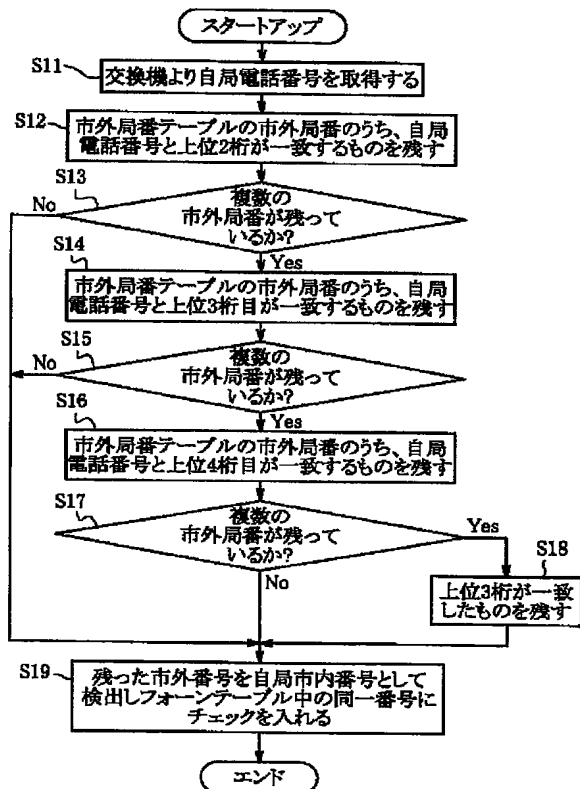 スタートアップ
S11
交換機より自局電話番号を取得する
S12
市外局番テーブルの市外局番のうち、自局
電話番号と上位2桁が一致するものを残す
S13
複数の
市外局番が残って
いるか?
No
Yes
S14
市外局番テーブルの市外局番のうち、自局
電話番号と上位3桁目が一致するものを残す
S15
複数の
市外局番が残って
いるか?
No
Yes
S16
市外局番テーブルの市外局番のうち、自局
電話番号と上位4桁目が一致するものを残す
S17
複数の
市外局番が残って
いるか?
Yes
No
S18
上位3桁が一致
したものを残す
S19
残った市外番号を自局市内番号として
検出しフォーンテーブル中の同一番号に
チェックを入れる
エンド